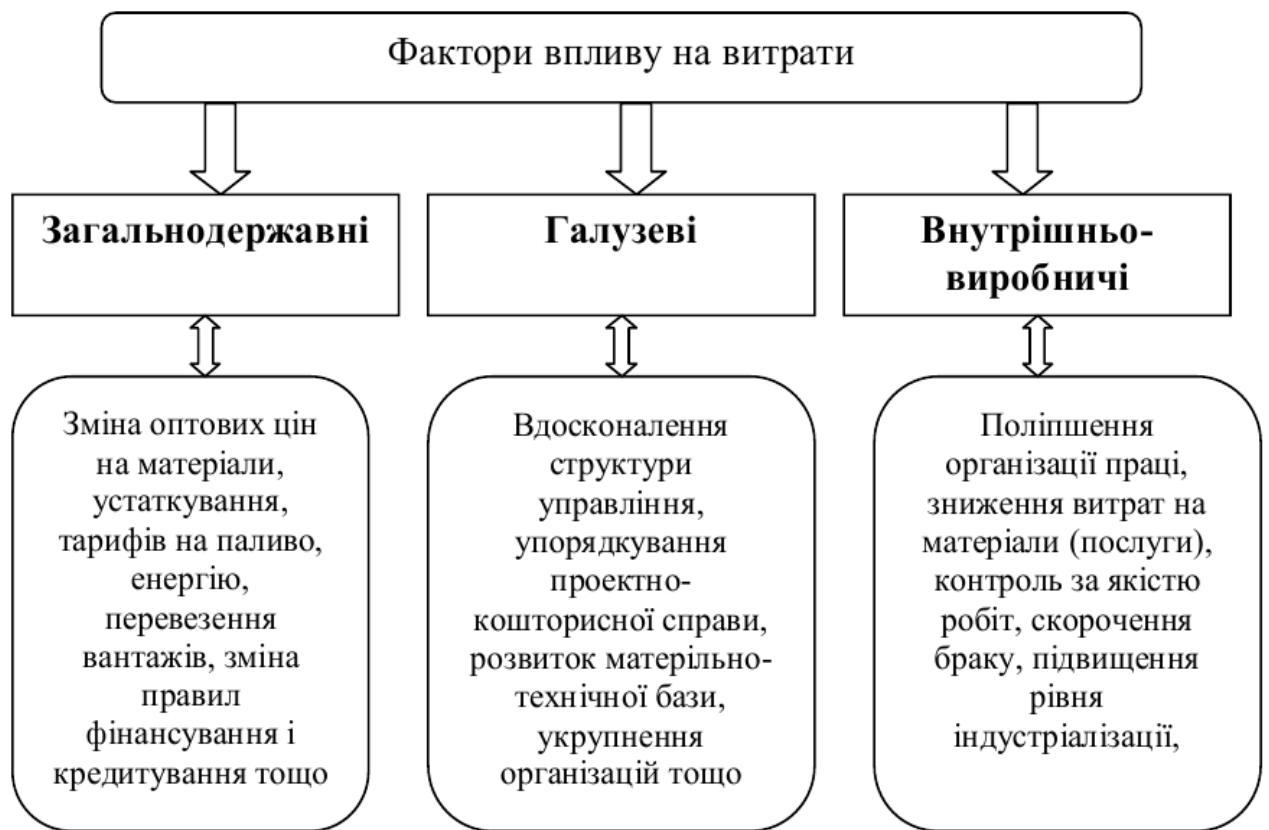 Фактори впливу на витрати
Загальнодержавні
Галузеві
Внутрішньо-
виробничі
Зміна оптових цін
на матеріали,
устаткування,
тарифів на паливо,
енергію,
перевезення
вантажів, зміна
правил
фінансування і
кредитування тощо
Вдосконалення
структури
управління,
упорядкування
проектно-
кошторисної справи,
розвиток матерільно-
технічної бази,
укрупнення
організацій тощо
Поліпшення
організації праці,
зниження витрат на
матеріали (послуги),
контроль за якістю
робіт, скорочення
браку, підвищення
рівня
індустріалізації,